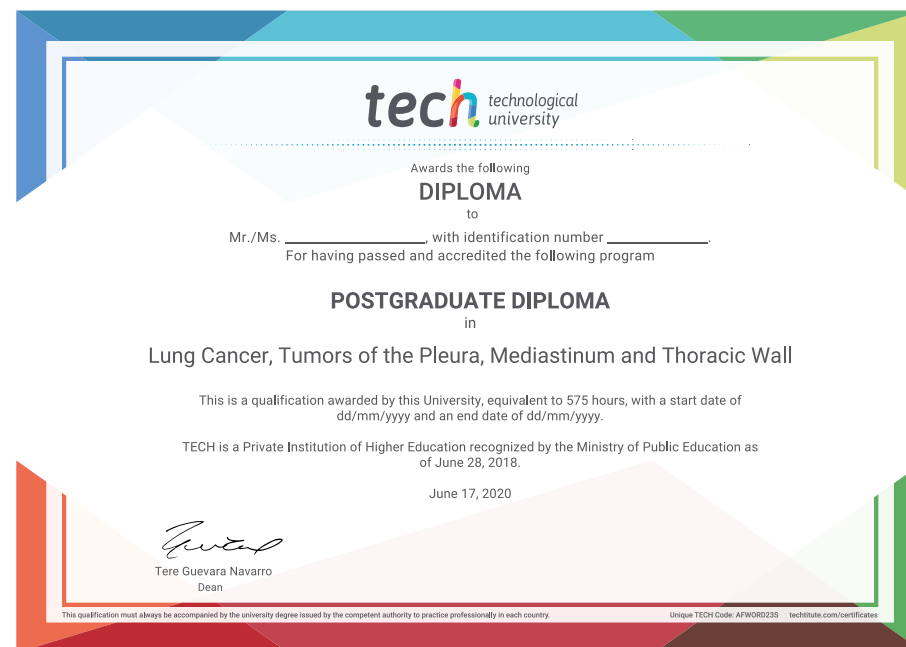 tech technological
university
Awards the following
DIPLOMA
to
Mr./Ms. ____________________, with identification number ______________.
For having passed and accredited the following program
POSTGRADUATE DIPLOMA
in
Lung Cancer, Tumors of the Pleura, Mediastinum and Thoracic Wall
This is a qualification awarded by this University, equivalent to 575 hours, with a start date of
dd/mm/yyyy and an end date of dd/mm/yyyy.
TECH is a Private Institution of Higher Education recognized by the Ministry of Public Education as
of June 28, 2018.
June 17, 2020
Tere Guevara Navarro
Dean
This qualification must always be accompanied by the university degree issued by the competent authority to practice professionally in each country.
Unique TECH Code: AFWORD23S techtitute.com/certificates